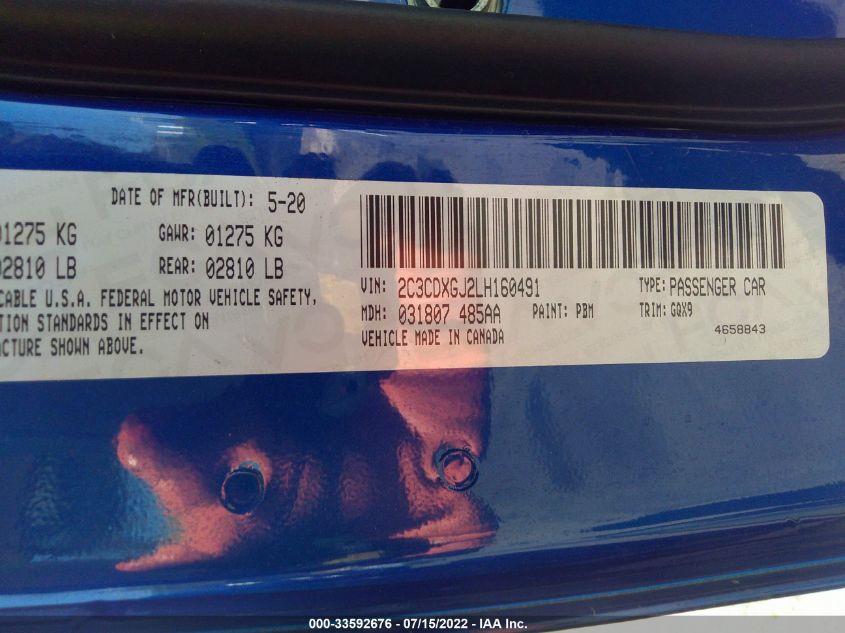 DATE OF MFR(BUILT): 5-20
01275 KG GAWR: 01275 KG
02810 LB REAR: 02810 LB
CABLE U.S.A. FEDERAL MOTOR VEHICLE SAFETY,
TION STANDARDS IN EFFECT ON
ACTURE SHOWN ABOVE.
VIN: 2C3CDXGJ2LH160491 TYPE: PASSENGER CAR
MDH: 031807 485AA PAINT: PBM TRIM: GQX9
VEHICLE MADE IN CANADA 4658843
000-33592676 - 07/15/2022 - IAA Inc.